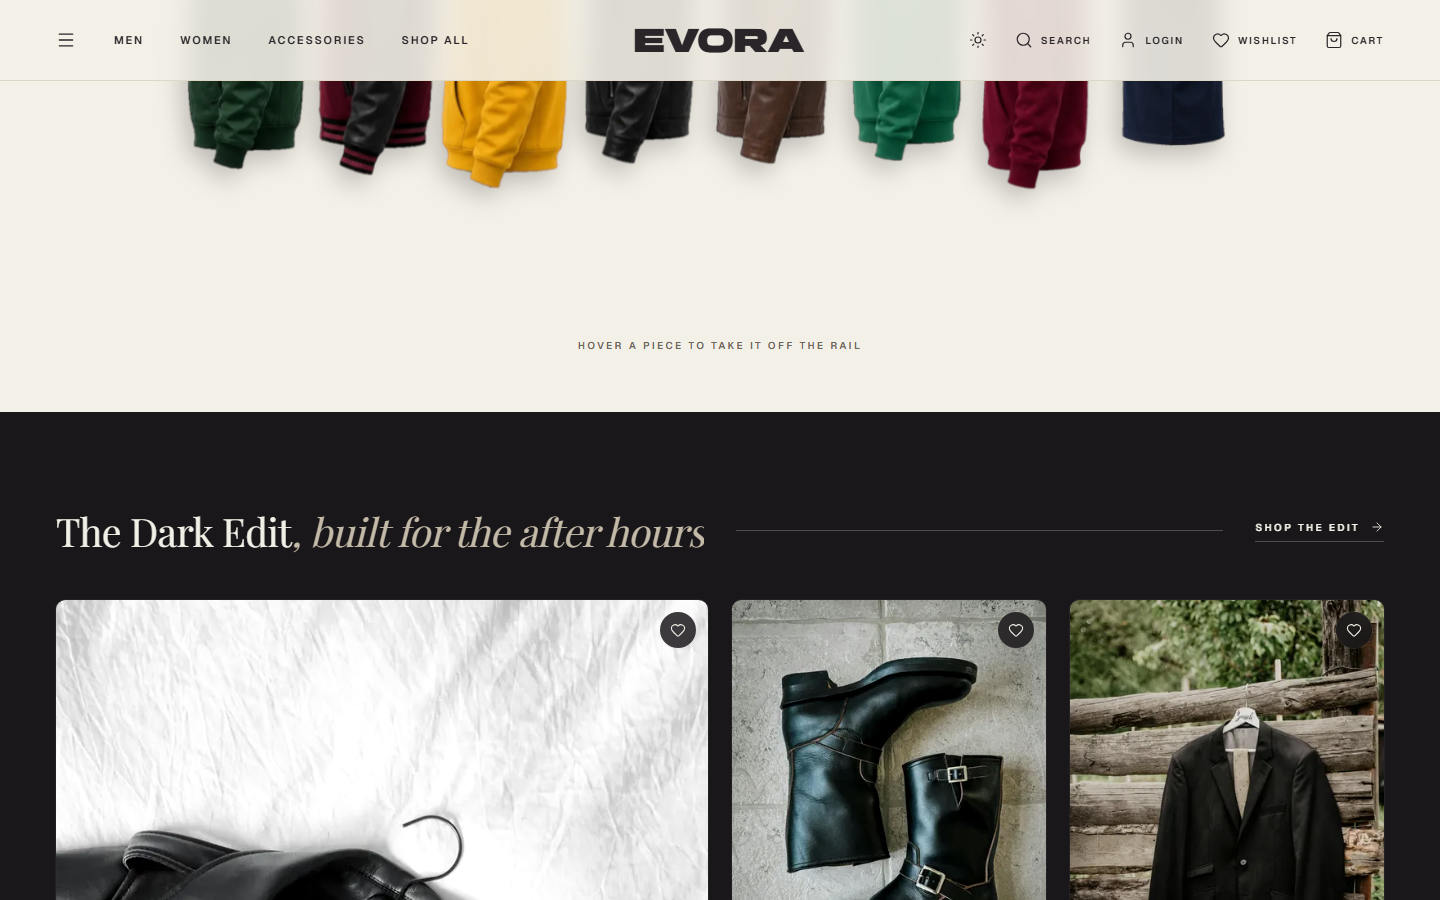 MEN WOMEN ACCESSORIES SHOP ALL EVORA SEARCH LOGIN WISHLIST CART
HOVER A PIECE TO TAKE IT OFF THE RAIL
The Dark Edit, built for the after hours SHOP THE EDIT